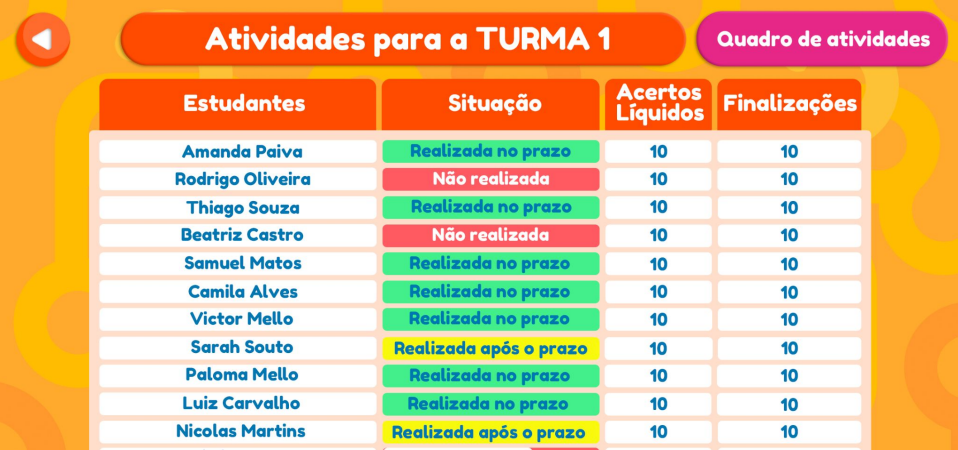 Atividades para a TURMA 1
Quadro de atividades
Estudantes Situação Acertos Líquidos Finalizações
Amanda Paiva Realizada no prazo 10 10
Rodrigo Oliveira Não realizada 10 10
Thiago Souza Realizada no prazo 10 10
Beatriz Castro Não realizada 10 10
Samuel Matos Realizada no prazo 10 10
Camila Alves Realizada no prazo 10 10
Victor Mello Realizada no prazo 10 10
Sarah Souto Realizada após o prazo 10 10
Paloma Mello Realizada no prazo 10 10
Luiz Carvalho Realizada no prazo 10 10
Nicolas Martins Realizada após o prazo 10 10